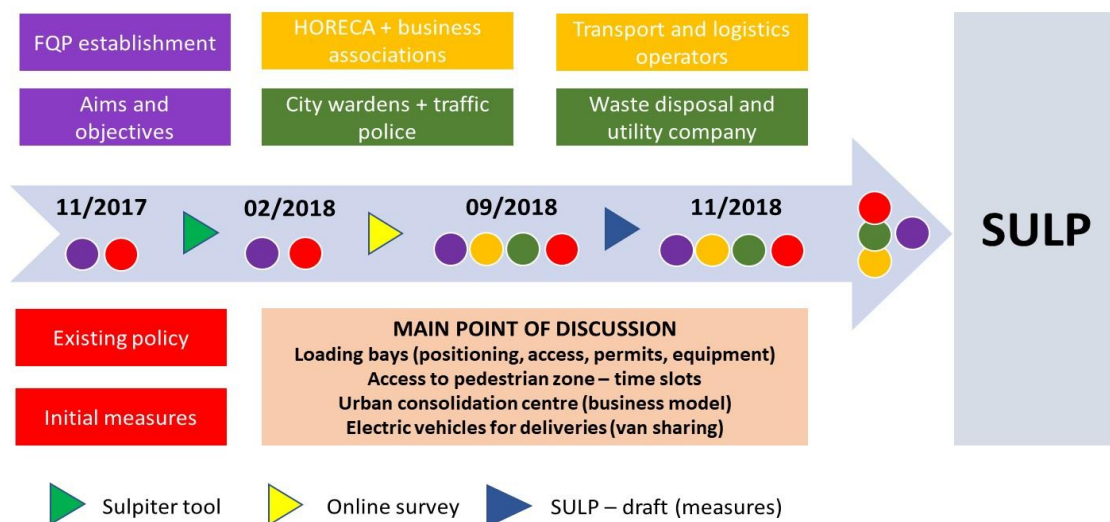 FQP establishment
HORECA + business
associations
Transport and logistics
operators
Aims and
objectives
City wardens + traffic
police
Waste disposal and
utility company
11/2017
02/2018
09/2018
11/2018
SULP
Existing policy
Initial measures
MAIN POINT OF DISCUSSION
Loading bays (positioning, access, permits, equipment)
Access to pedestrian zone – time slots
Urban consolidation centre (business model)
Electric vehicles for deliveries (van sharing)
Sulpiter tool
Online survey
SULP – draft (measures)